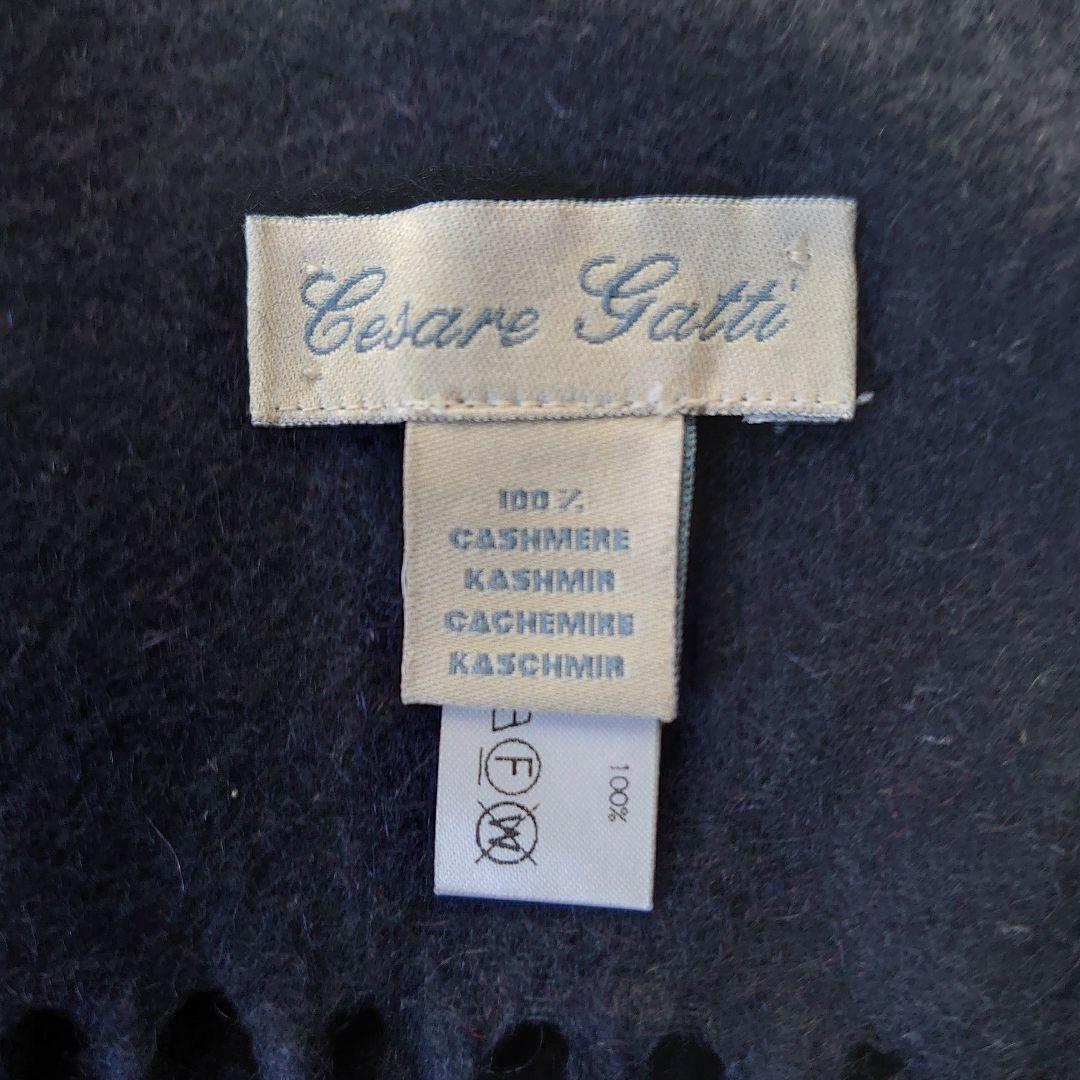 Cesare Gatti
100 %
CASHMERE
KASHMIR
CACHEMIRE
KASCHMIR
F
W
100%